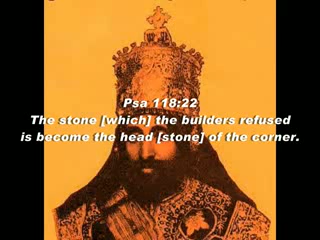 Psa 118:22
The stone [which] the builders refused
is become the head [stone] of the corner.